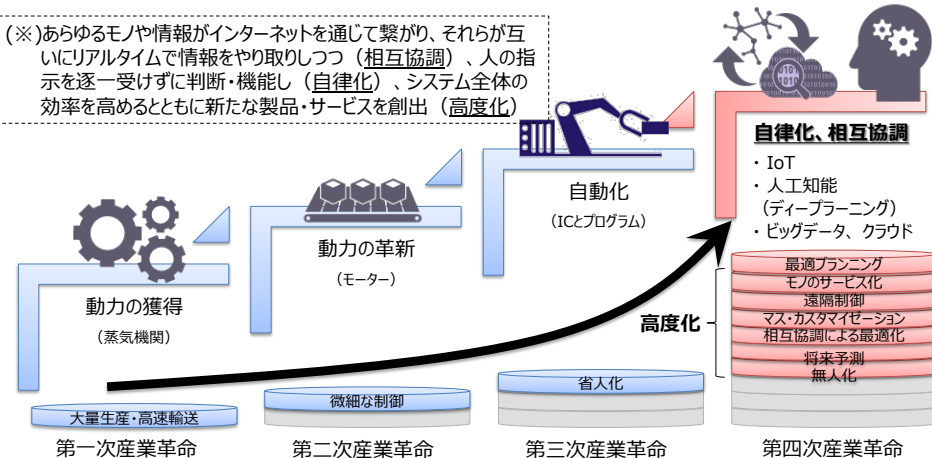 (※)あらゆるモノや情報がインターネットを通じて繋がり、それらが互
いにリアルタイムで情報をやり取りしつつ（相互協調）、人の指
示を逐一受けずに判断・機能し（自律化）、システム全体の
効率を高めるとともに新たな製品・サービスを創出（高度化）
動力の獲得
（蒸気機関）
大量生産・高速輸送
第一次産業革命
動力の革新
（モーター）
微細な制御
第二次産業革命
自動化
（ICとプログラム）
省人化
第三次産業革命
自律化、相互協調
・ IoT
・ 人工知能
（ディープラーニング）
・ ビッグデータ、クラウド
高度化
最適プランニング
モノのサービス化
遠隔制御
マス・カスタマイゼーション
相互協調による最適化
将来予測
無人化
第四次産業革命